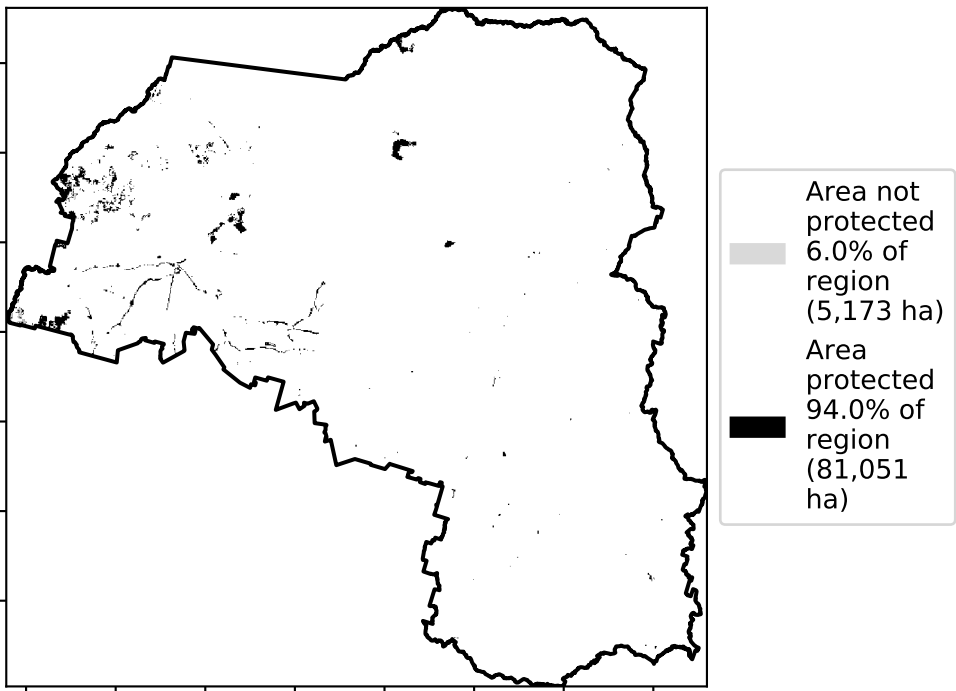 Area not
protected
6.0% of
region
(5,173 ha)
Area
protected
94.0% of
region
(81,051
ha)